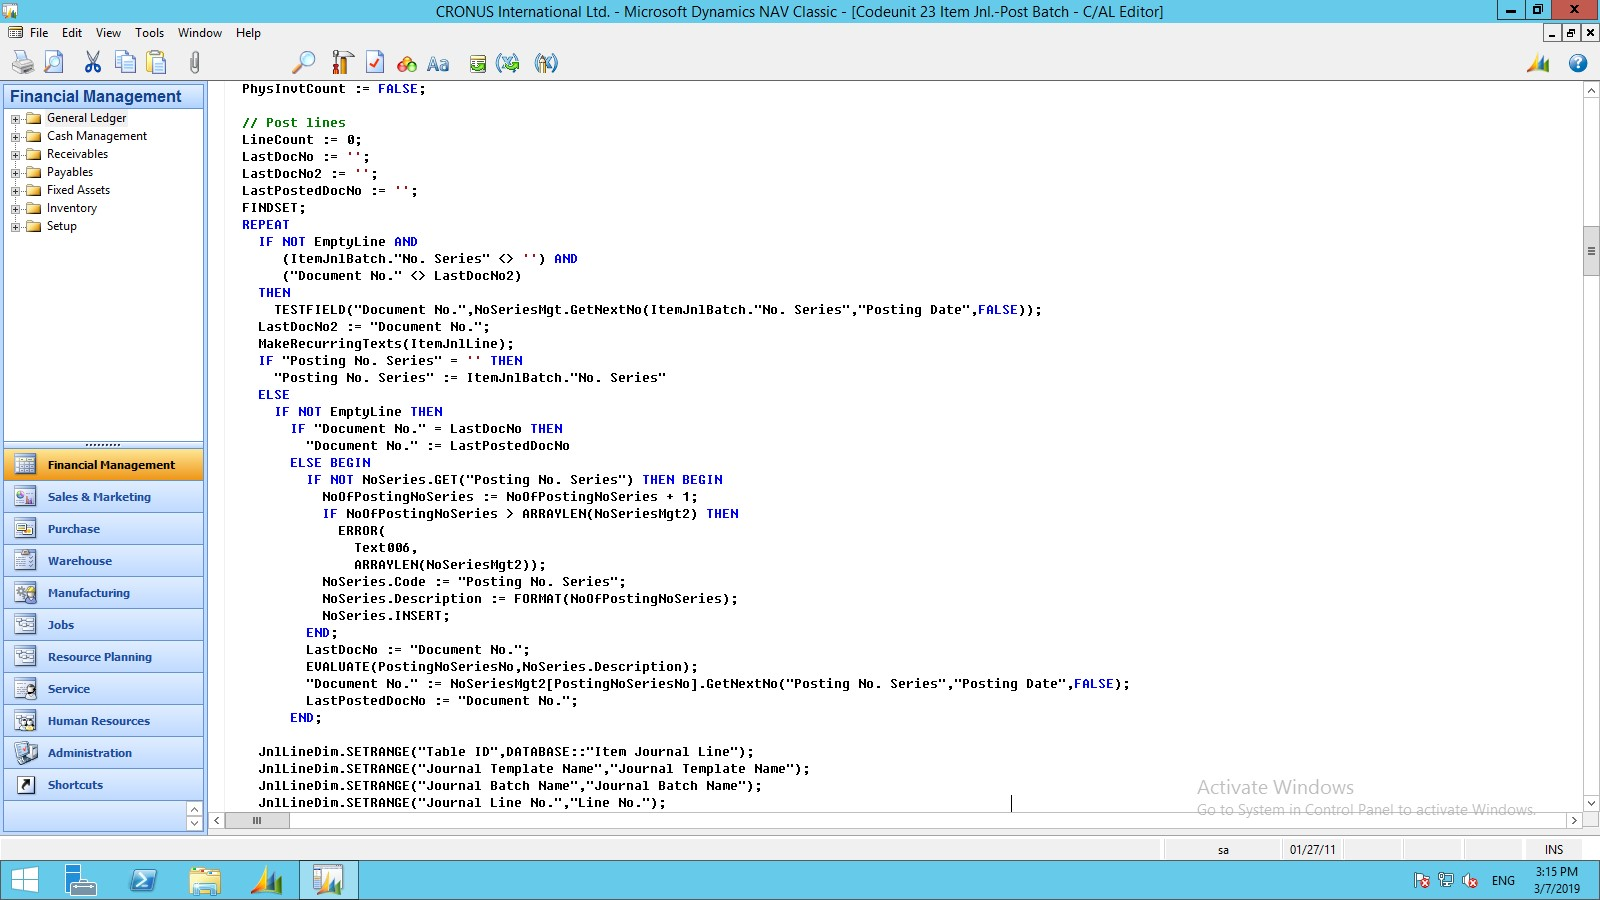 CRONUS International Ltd. - Microsoft Dynamics NAV Classic - [Codeunit 23 Item Jnl.-Post Batch - C/AL Editor]
File Edit View Tools Window Help
Financial Management
General Ledger
Cash Management
Receivables
Payables
Fixed Assets
Inventory
Setup
Financial Management
Sales & Marketing
Purchase
Warehouse
Manufacturing
Jobs
Resource Planning
Service
Human Resources
Administration
Shortcuts
PhysInvtCount := FALSE;
// Post lines
LineCount := 0;
LastDocNo := '';
LastDocNo2 := '';
LastPostedDocNo := '';
FINDSET;
REPEAT
IF NOT EmptyLine AND
(ItemJnlBatch."No. Series" <> '') AND
("Document No." <> LastDocNo2)
THEN
TESTFIELD("Document No.",NoSeriesMgt.GetNextNo(ItemJnlBatch."No. Series","Posting Date",FALSE));
LastDocNo2 := "Document No.";
MakeRecurringTexts(ItemJnlLine);
IF "Posting No. Series" = '' THEN
"Posting No. Series" := ItemJnlBatch."No. Series"
ELSE
IF NOT EmptyLine THEN
IF "Document No." = LastDocNo THEN
"Document No." := LastPostedDocNo
ELSE BEGIN
IF NOT NoSeries.GET("Posting No. Series") THEN BEGIN
NoOfPostingNoSeries := NoOfPostingNoSeries + 1;
IF NoOfPostingNoSeries > ARRAYLEN(NoSeriesMgt2) THEN
ERROR(
Text006,
ARRAYLEN(NoSeriesMgt2));
NoSeries.Code := "Posting No. Series";
NoSeries.Description := FORMAT(NoOfPostingNoSeries);
NoSeries.INSERT;
END;
LastDocNo := "Document No.";
EVALUATE(PostingNoSeriesNo,NoSeries.Description);
"Document No." := NoSeriesMgt2[PostingNoSeriesNo].GetNextNo("Posting No. Series","Posting Date",FALSE);
LastPostedDocNo := "Document No.";
END;
JnlLineDim.SETRANGE("Table ID",DATABASE::"Item Journal Line");
JnlLineDim.SETRANGE("Journal Template Name","Journal Template Name");
JnlLineDim.SETRANGE("Journal Batch Name","Journal Batch Name");
JnlLineDim.SETRANGE("Journal Line No.","Line No.");
Activate Windows
Go to System in Control Panel to activate Windows.
sa 01/27/11 INS
ENG
3:15 PM
3/7/2019